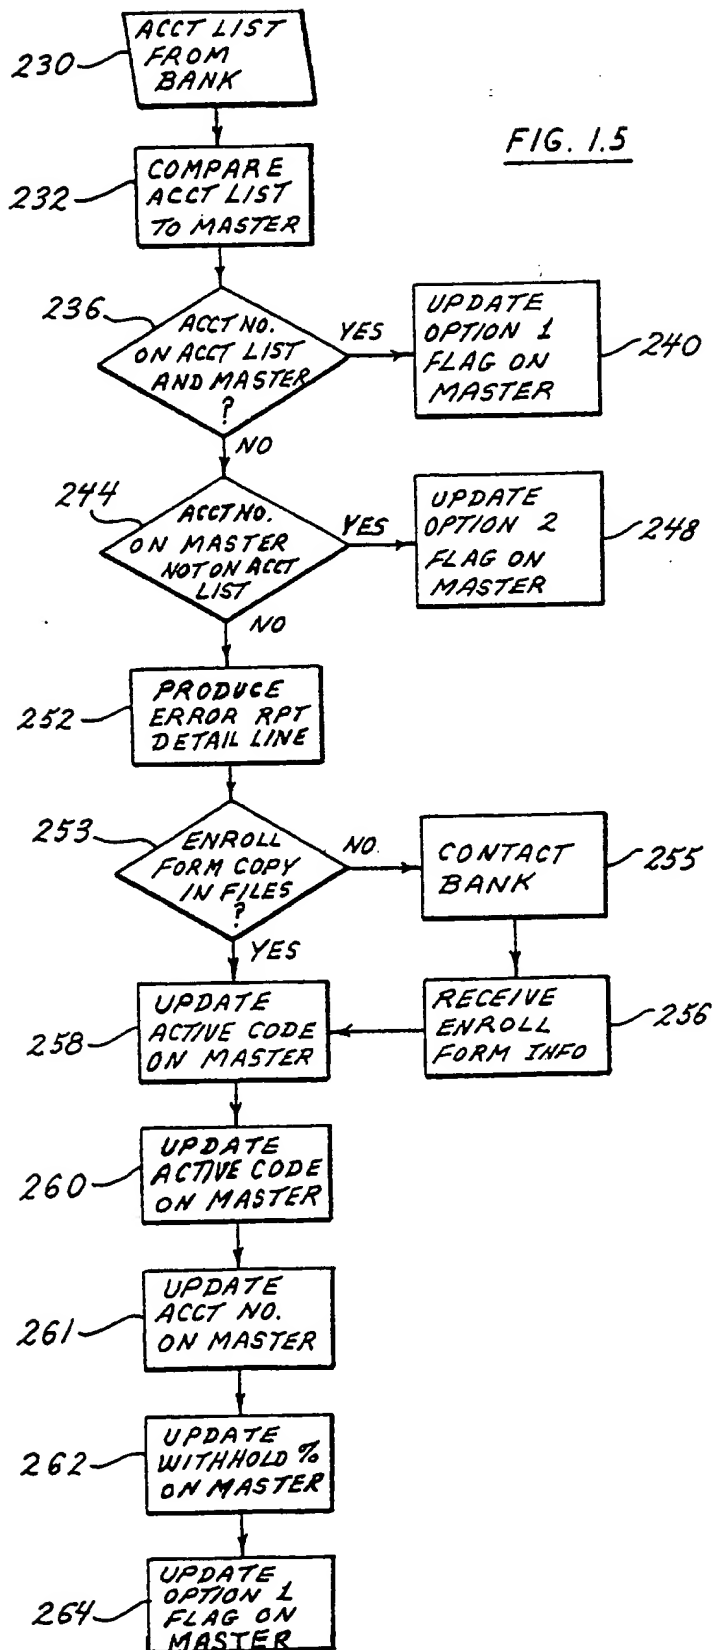 ACCT LIST
FROM
BANK
230
FIG. 1.5
COMPARE
ACCT LIST
TO MASTER
232
236
ACCT NO.
ON ACCT LIST
AND MASTER
?
YES
UPDATE
OPTION 1
FLAG ON
MASTER
240
NO
244
ACCT NO.
ON MASTER
NOT ON ACCT
LIST
YES
UPDATE
OPTION 2
FLAG ON
MASTER
248
NO
PRODUCE
ERROR RPT
DETAIL LINE
252
253
ENROLL
FORM COPY
IN FILES
?
NO
CONTACT
BANK
255
YES
UPDATE
ACTIVE CODE
ON MASTER
258
RECEIVE
ENROLL
FORM INFO
256
UPDATE
ACTIVE CODE
ON MASTER
260
UPDATE
ACCT NO.
ON MASTER
261
UPDATE
WITHHOLD %
ON MASTER
262
UPDATE
OPTION 1
FLAG ON
MASTER
264